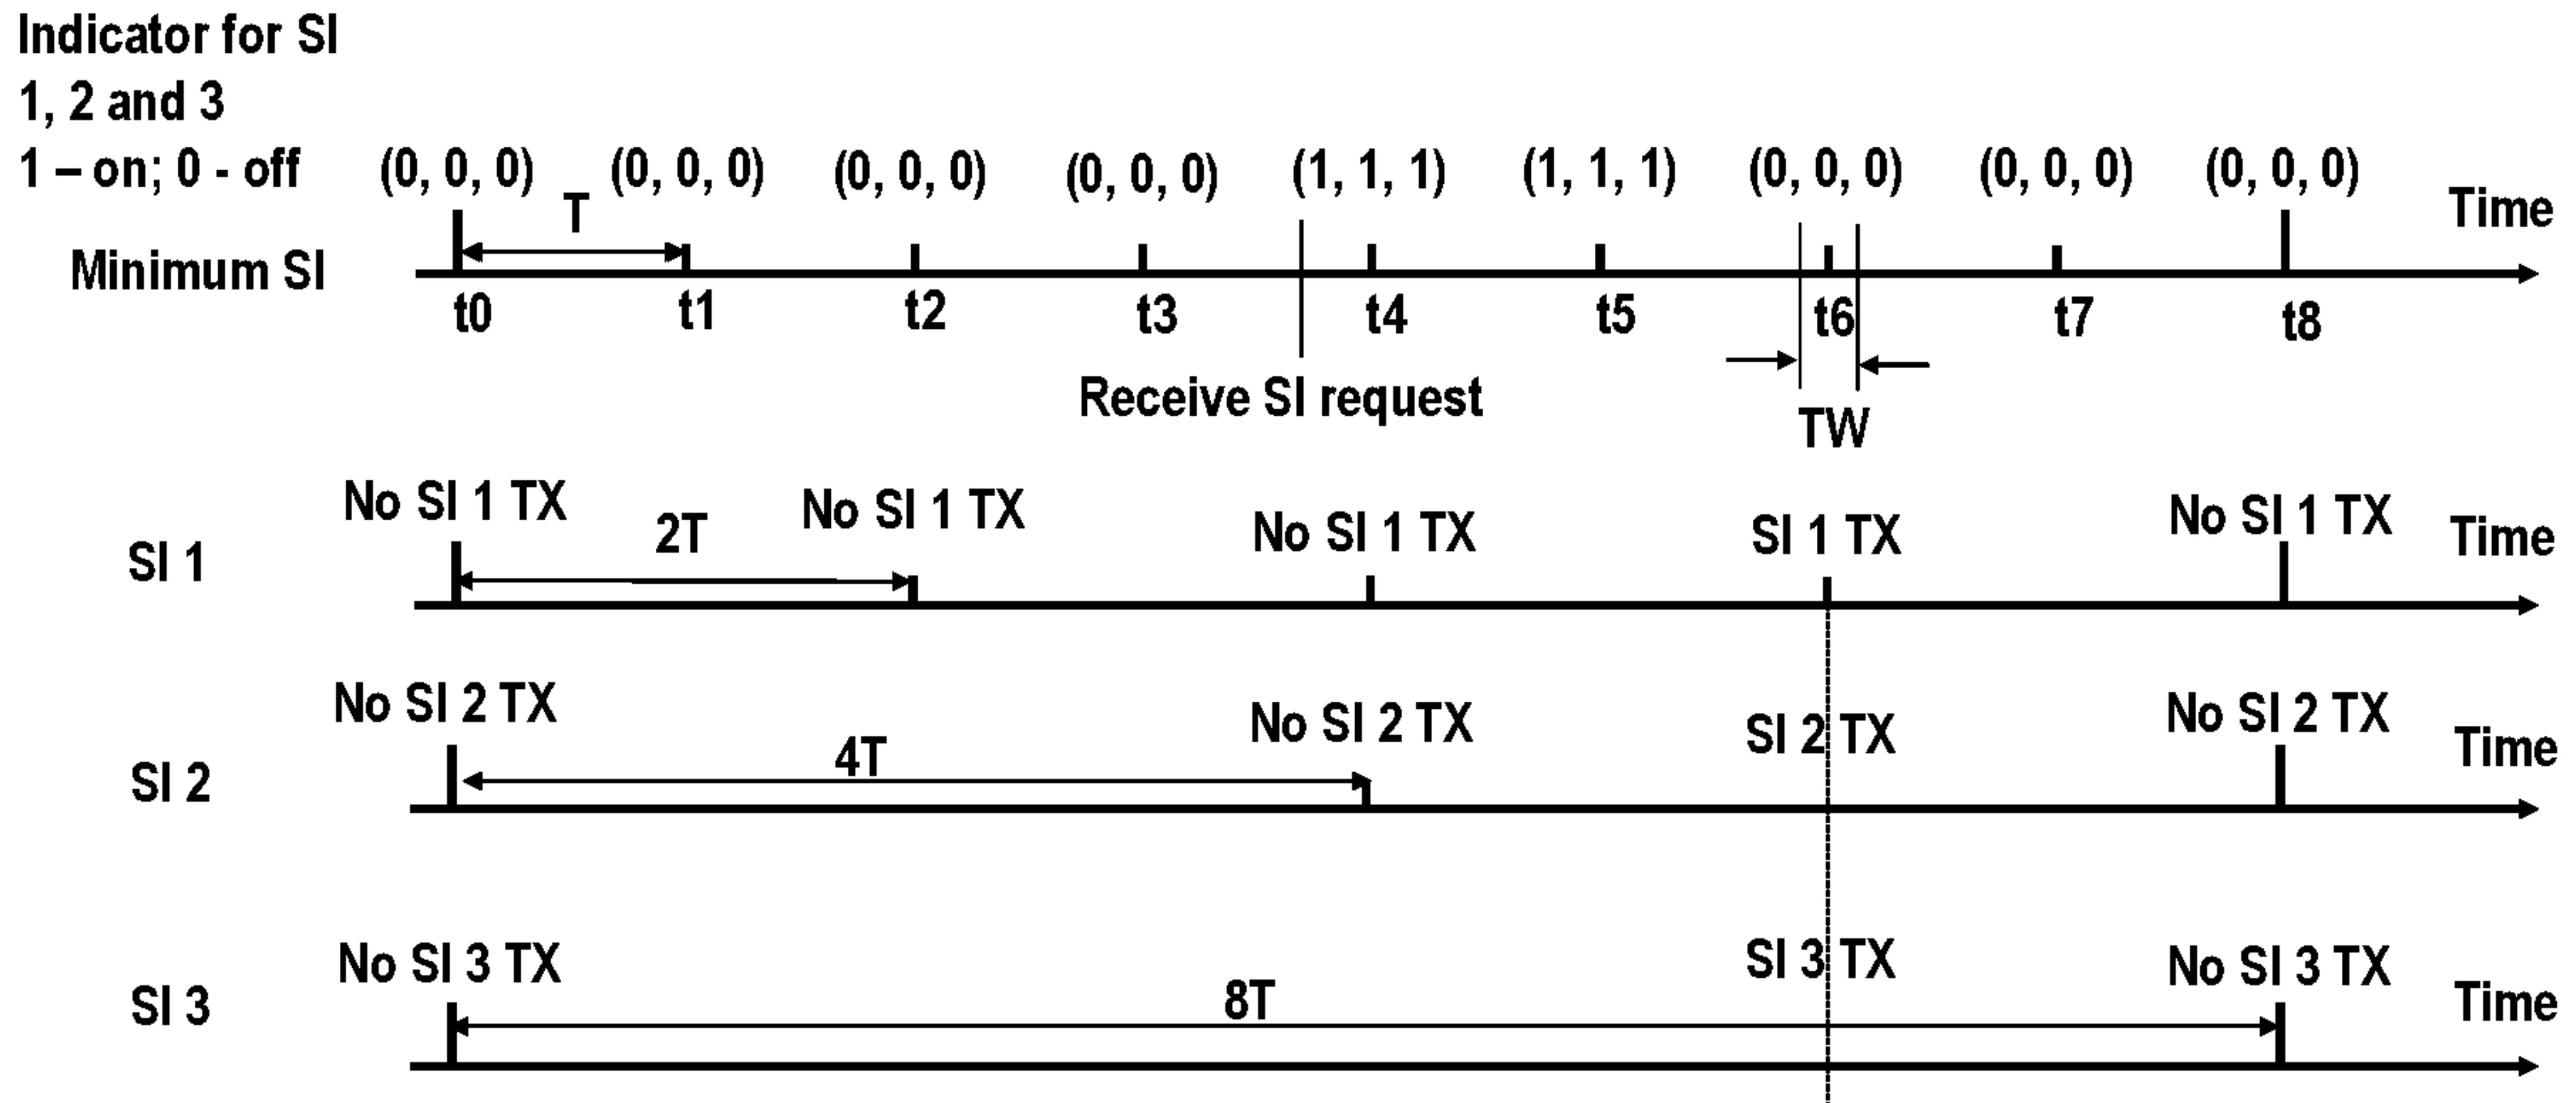 Indicator for SI
1, 2 and 3
1 – on; 0 - off (0, 0, 0) (0, 0, 0) (0, 0, 0) (0, 0, 0) (1, 1, 1) (1, 1, 1) (0, 0, 0) (0, 0, 0) (0, 0, 0)
T Time
Minimum SI
t0 t1 t2 t3 t4 t5 t6 t7 t8
Receive SI request
TW
No SI 1 TX 2T No SI 1 TX No SI 1 TX SI 1 TX No SI 1 TX Time
SI 1
No SI 2 TX 4T No SI 2 TX SI 2 TX No SI 2 TX Time
SI 2
No SI 3 TX 8T SI 3 TX No SI 3 TX Time
SI 3